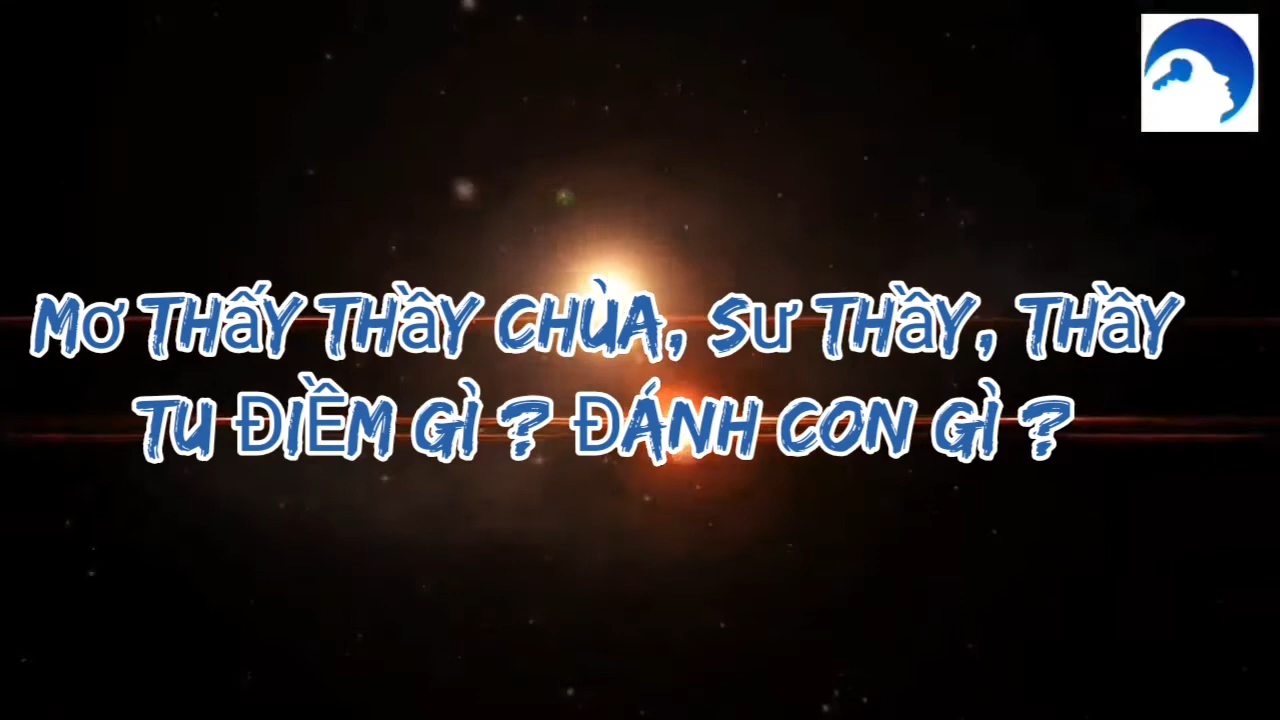 MƠ THẤY THẦY CHÙA, SƯ THẦY, THẦY
TU ĐIỀM GÌ ? ĐÁNH CON GÌ ?